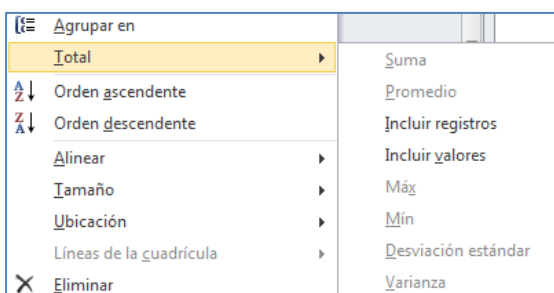 Agrupar en
Total
Orden ascendente
Orden descendente
Alinear
Tamaño
Ubicación
Líneas de la cuadrícula
Eliminar
Suma
Promedio
Incluir registros
Incluir valores
Máx
Mín
Desviación estándar
Varianza